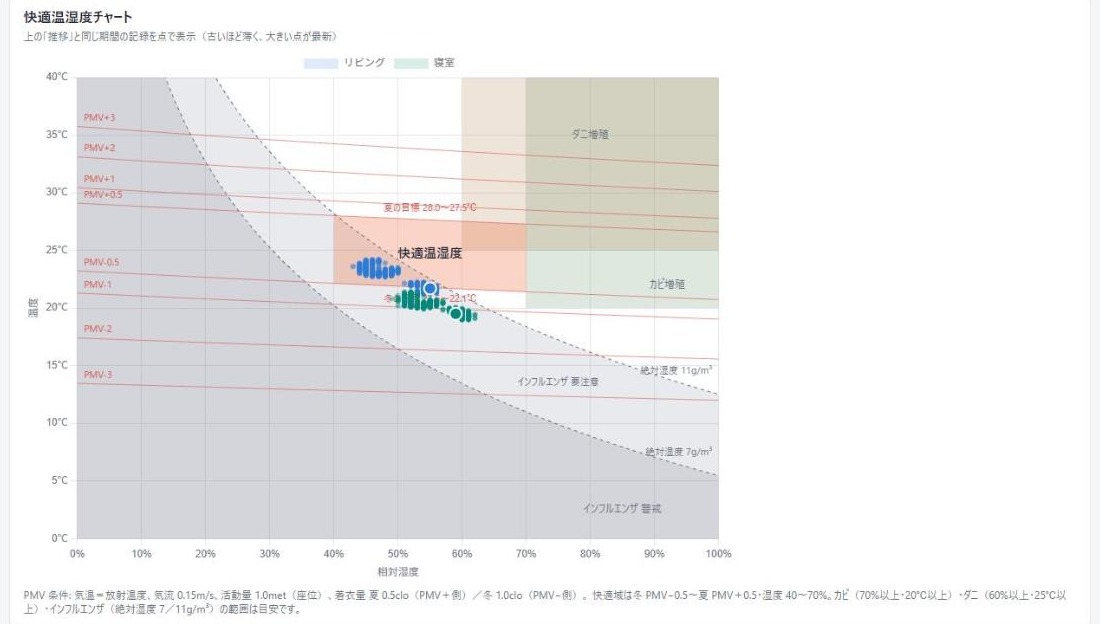 快適温湿度チャート
上の「推移」と同じ期間の記録を点で表示（古いほど薄く、大きい点が最新）
リビング 寝室
40℃
PMV+3
35℃
ダニ増殖
PMV+2
PMV+1
30℃
PMV+0.5
夏の目標 28.0～27.5℃
25℃
快適温湿度
PMV-0.5
カビ増殖
PMV-1
冬 22.1℃
20℃
温度
PMV-2
15℃
絶対湿度 11g/m³
PMV-3
インフルエンザ 要注意
10℃
絶対湿度 7g/m³
5℃
インフルエンザ 警戒
0℃
0% 10% 20% 30% 40% 50% 60% 70% 80% 90% 100%
相対湿度
PMV 条件: 気温＝放射温度、気流 0.15m/s、活動量 1.0met（座位）、着衣量 夏 0.5clo（PMV＋側）／冬 1.0clo（PMV−側）。快適域は冬 PMV−0.5～夏 PMV＋0.5・湿度 40～70%。カビ（70%以上・20℃以上）・ダニ（60%以上・25℃以
上）・インフルエンザ（絶対湿度 7／11g/m³）の範囲は目安です。